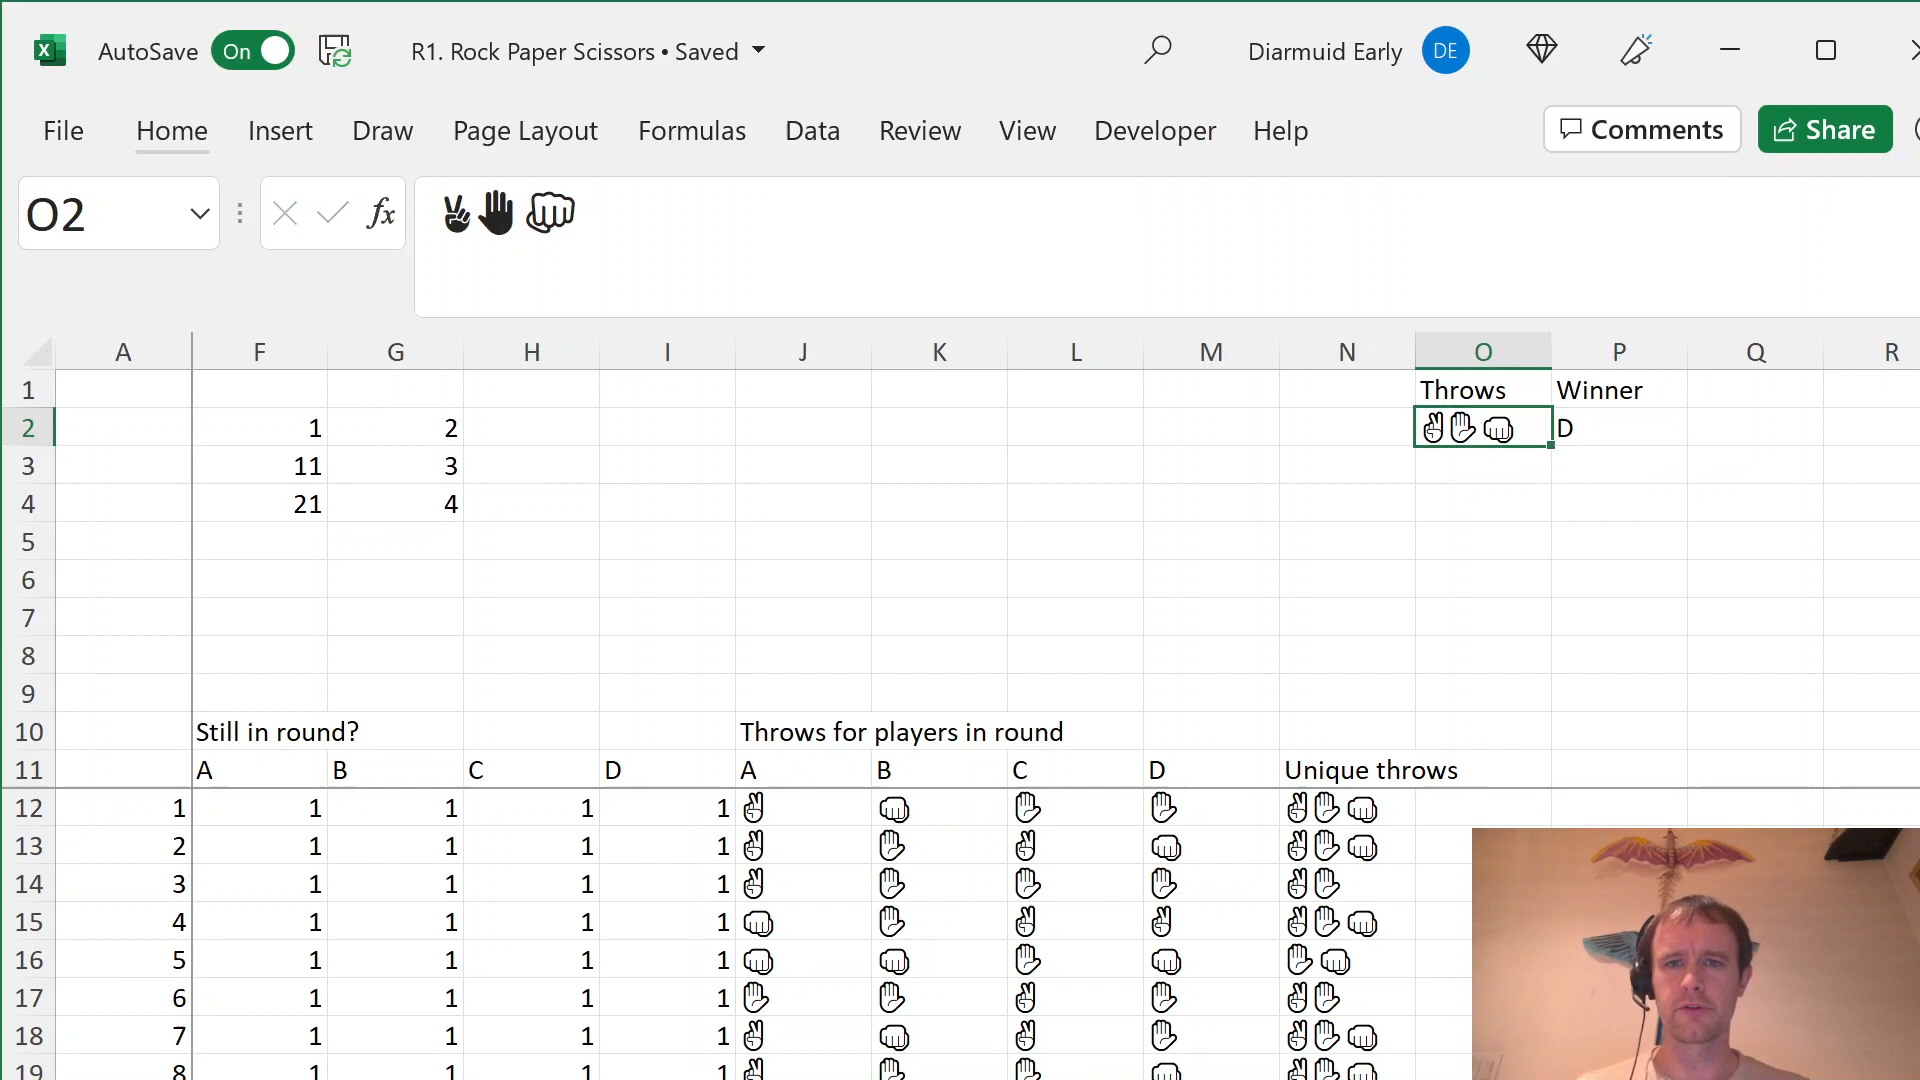 AutoSave On R1. Rock Paper Scissors • Saved Diarmuid Early DE
File Home Insert Draw Page Layout Formulas Data Review View Developer Help Comments Share
O2 fx ✌✋👊
A F G H I J K L M N O P Q R
1 Throws Winner
2 1 2 ✌✋👊 D
3 11 3
4 21 4
5
6
7
8
9
10 Still in round? Throws for players in round
11 A B C D A B C D Unique throws
12 1 1 1 1 1 ✌ 👊 ✋ ✋ ✌✋👊
13 2 1 1 1 1 ✌ ✋ ✌ 👊 ✌✋👊
14 3 1 1 1 1 ✌ ✋ ✋ ✋ ✌✋
15 4 1 1 1 1 👊 ✋ ✌ ✌ ✌✋👊
16 5 1 1 1 1 👊 👊 ✋ 👊 ✋👊
17 6 1 1 1 1 ✋ ✋ ✌ ✋ ✌✋
18 7 1 1 1 1 ✌ 👊 ✌ ✋ ✌✋👊
19 8 1 1 1 1 ✌ ✋ ✋ 👊 ✌✋👊